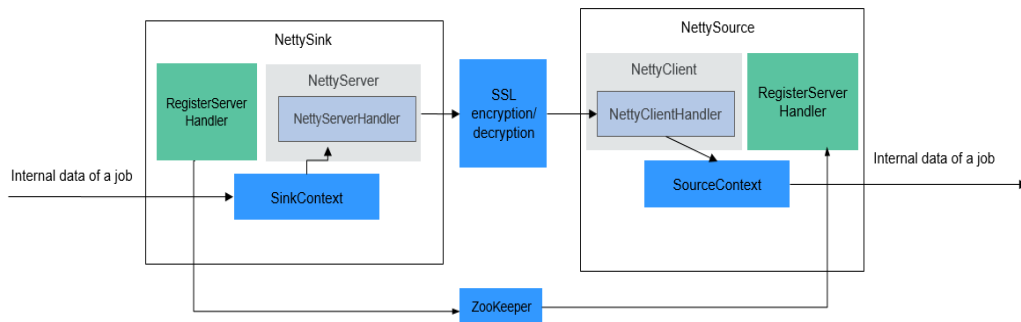 NettySink
NettySource
RegisterServer
Handler
NettyServer
NettyServerHandler
SSL
encryption/
decryption
NettyClient
NettyClientHandler
RegisterServer
Handler
Internal data of a job
SinkContext
SourceContext
Internal data of a job
ZooKeeper